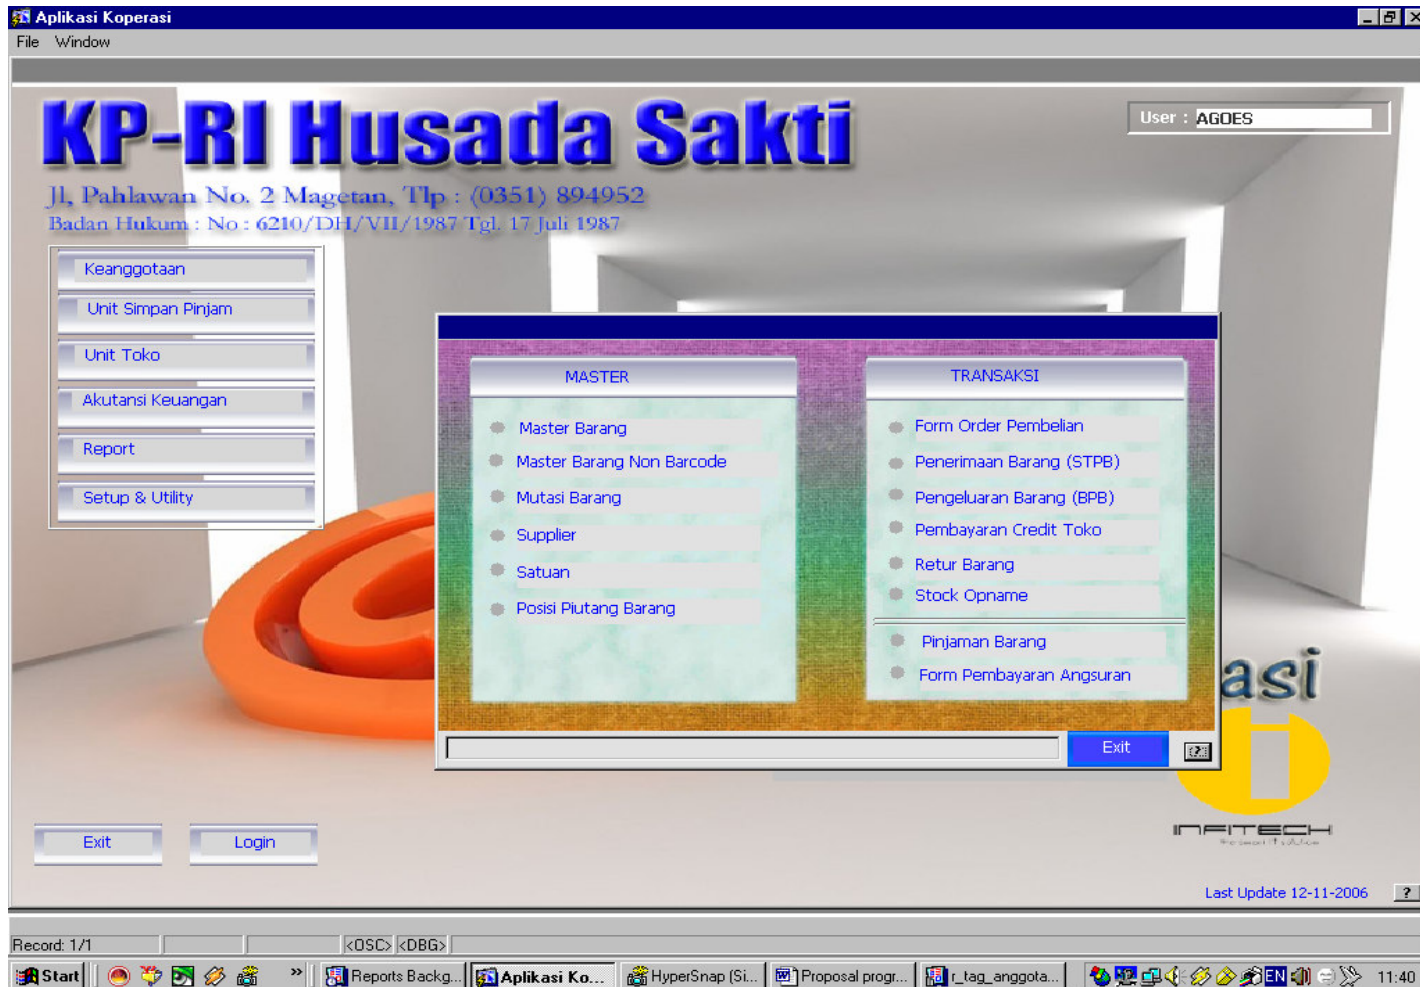 Aplikasi Koperasi
File Window
KP-RI Husada Sakti
User : AGOES
Jl, Pahlawan No. 2 Magetan, Tlp : (0351) 894952
Badan Hukum : No : 6210/DH/VII/1987 Tgl. 17 Juli 1987
Keanggotaan
Unit Simpan Pinjam
Unit Toko
Akutansi Keuangan
Report
Setup & Utility
MASTER
Master Barang
Master Barang Non Barcode
Mutasi Barang
Supplier
Satuan
Posisi Piutang Barang
TRANSAKSI
Form Order Pembelian
Penerimaan Barang (STPB)
Pengeluaran Barang (BPB)
Pembayaran Credit Toko
Retur Barang
Stock Opname
Pinjaman Barang
Form Pembayaran Angsuran
Exit
asi
INFITECH
Exit
Login
Last Update 12-11-2006 ?
Record: 1/1 <OSC> <DBG>
Start » Reports Backg... Aplikasi Ko... HyperSnap (Si... Proposal progr... r_tag_anggota... EN 11:40